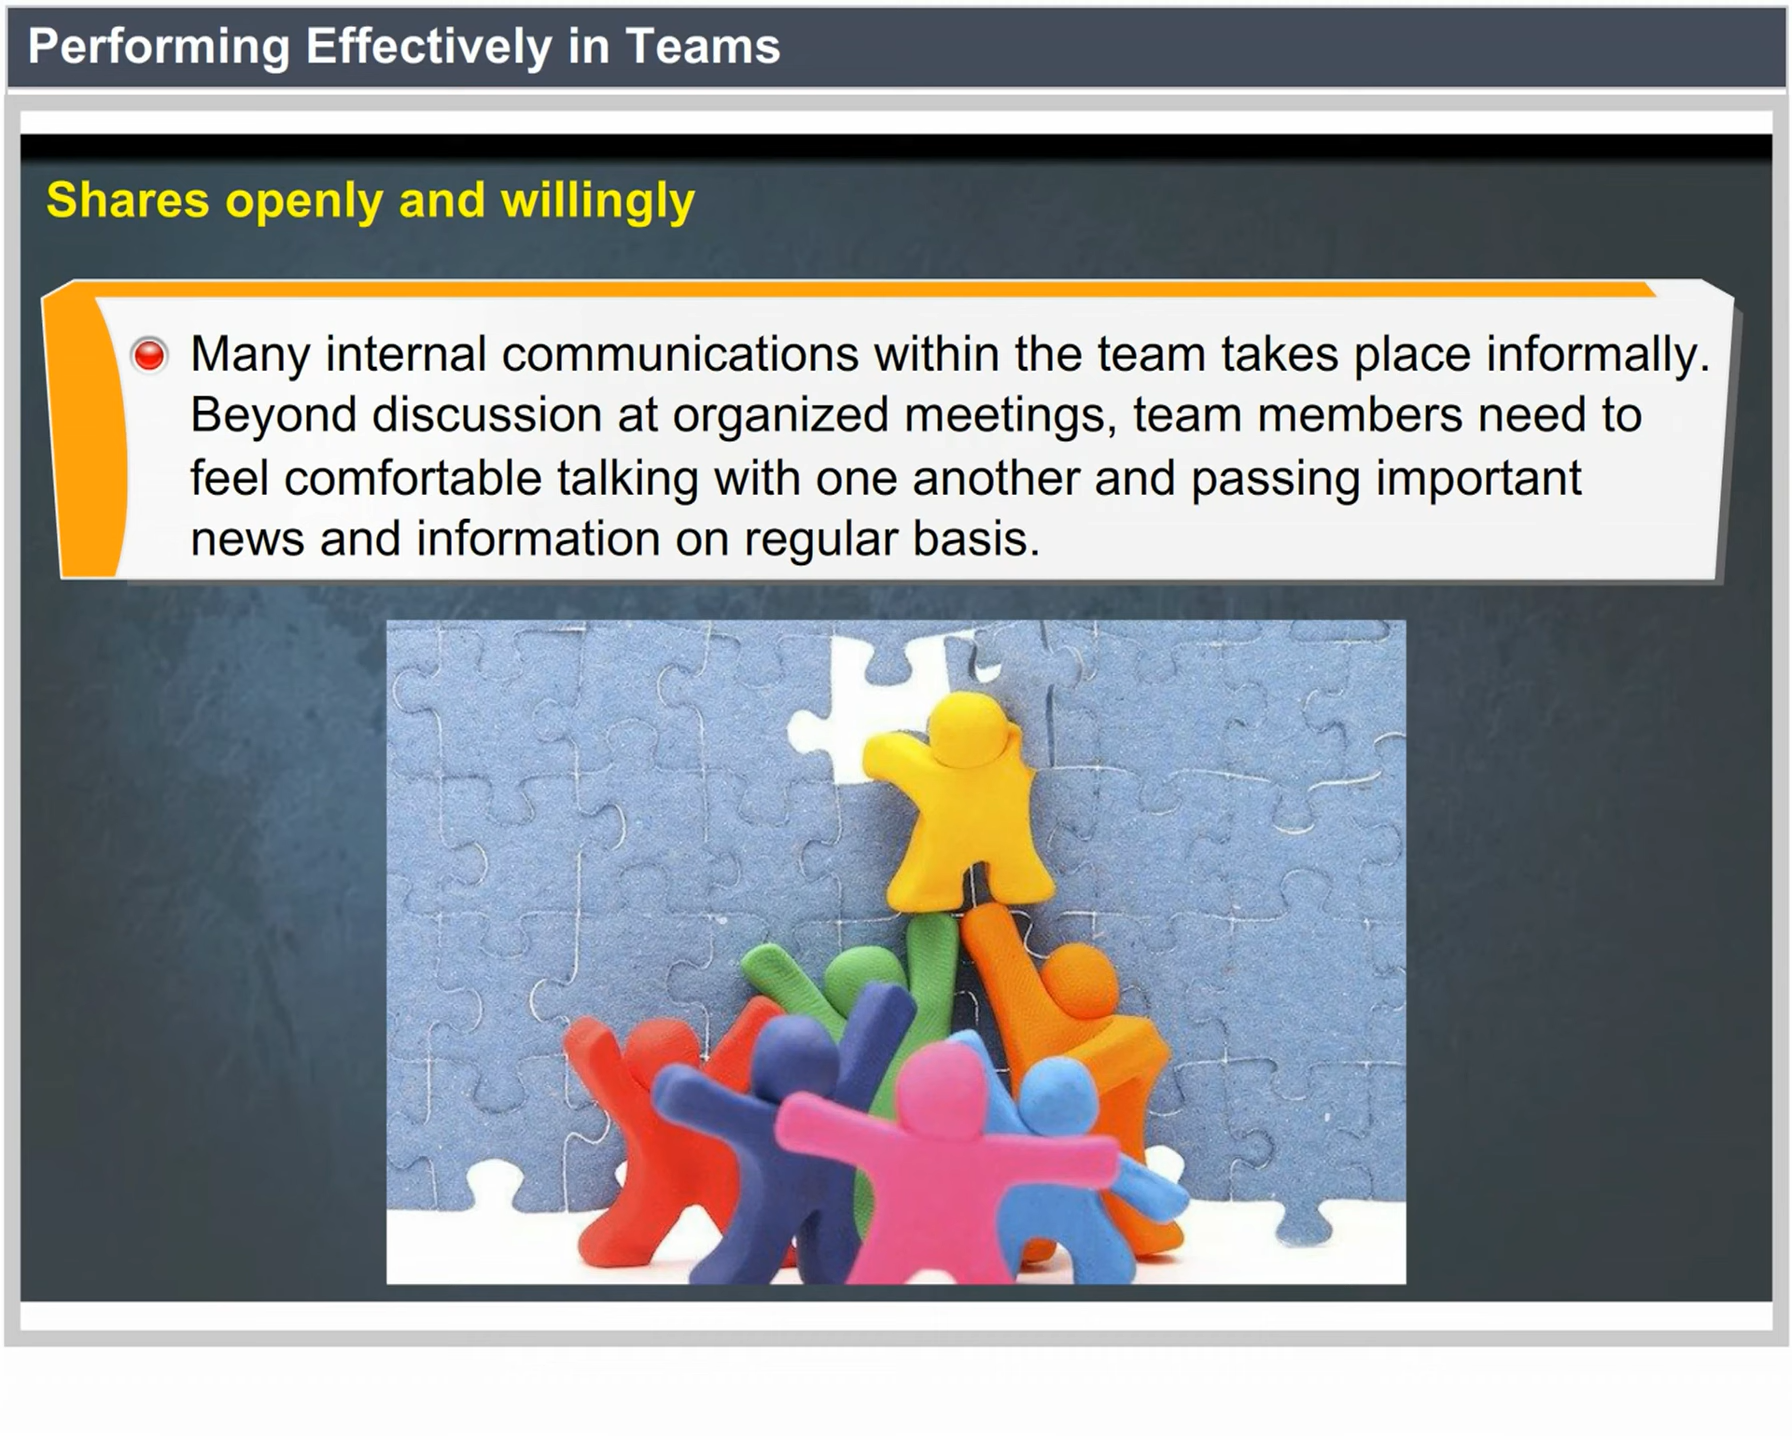 Performing Effectively in Teams
Shares openly and willingly
Many internal communications within the team takes place informally.
Beyond discussion at organized meetings, team members need to
feel comfortable talking with one another and passing important
news and information on regular basis.